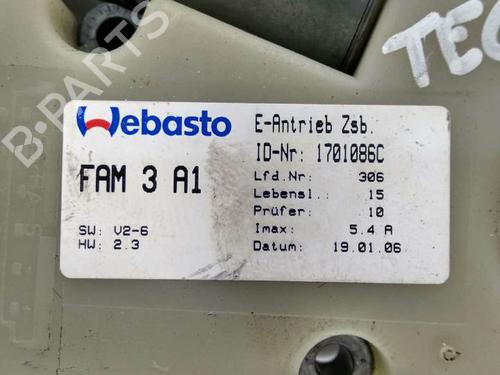 B-PARTS
TEC
Webasto
E-Antrieb Zsb.
ID-Nr: 1701086C
FAM 3 A1
Lfd.Nr: 306
Lebensl.: 15
Prüfer: 10
SW: V2-6
Imax: 5.4 A
HW: 2.3
Datum: 19.01.06